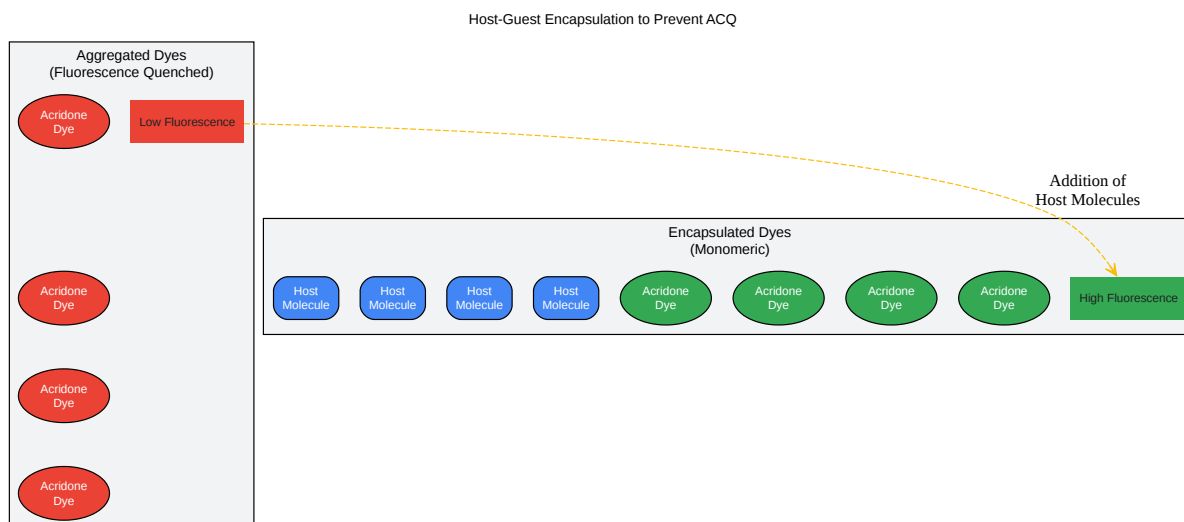 Host-Guest Encapsulation to Prevent ACQ
Aggregated Dyes
(Fluorescence Quenched)
Acridone
Dye
Low Fluorescence
Addition of
Host Molecules
Encapsulated Dyes
(Monomeric)
Acridone
Dye
Host
Molecule
Host
Molecule
Host
Molecule
Host
Molecule
Acridone
Dye
Acridone
Dye
Acridone
Dye
Acridone
Dye
High Fluorescence
Acridone
Dye
Acridone
Dye